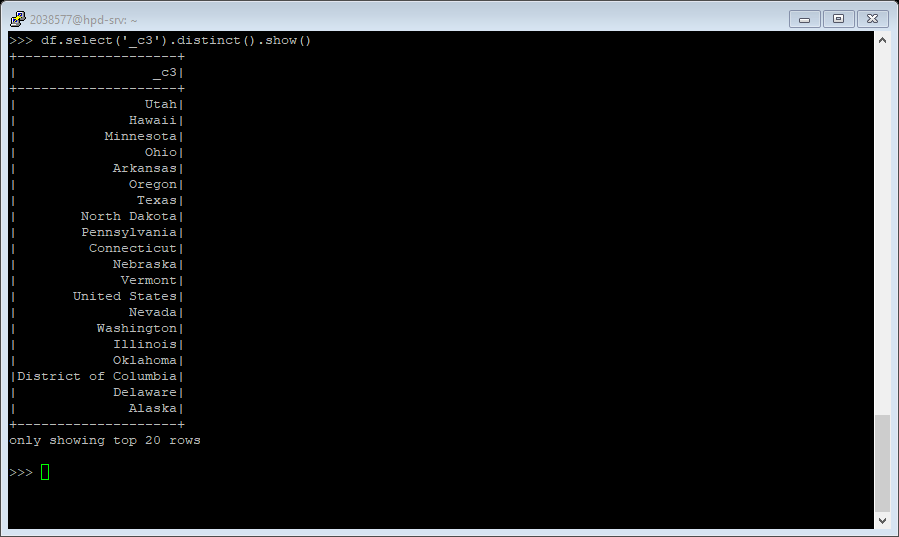 2038577@hpd-srv: ~
>>> df.select('_c3').distinct().show()
+--------------------+
|                 _c3|
+--------------------+
|                Utah|
|              Hawaii|
|           Minnesota|
|                Ohio|
|            Arkansas|
|              Oregon|
|               Texas|
|        North Dakota|
|        Pennsylvania|
|         Connecticut|
|            Nebraska|
|             Vermont|
|       United States|
|              Nevada|
|          Washington|
|            Illinois|
|            Oklahoma|
|District of Columbia|
|            Delaware|
|              Alaska|
+--------------------+
only showing top 20 rows
>>>